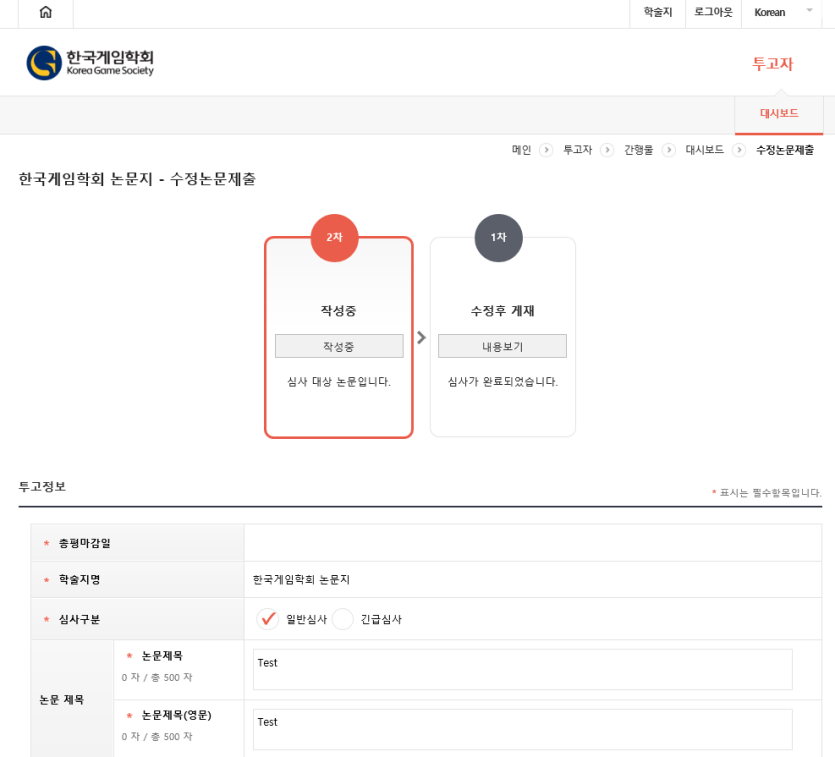 학술지 로그아웃 Korean
한국게임학회
Korea Game Society
투고자
대시보드
메인 투고자 간행물 대시보드 수정논문제출
한국게임학회 논문지 - 수정논문제출
2차 1차
작성중 수정후 게재
작성중 내용보기
심사 대상 논문입니다. 심사가 완료되었습니다.
투고정보
* 표시는 필수항목입니다.
* 총평마감일
* 학술지명 한국게임학회 논문지
* 심사구분 일반심사 긴급심사
논문 제목
* 논문제목
0 자 / 총 500 자
Test
* 논문제목(영문)
0 자 / 총 500 자
Test